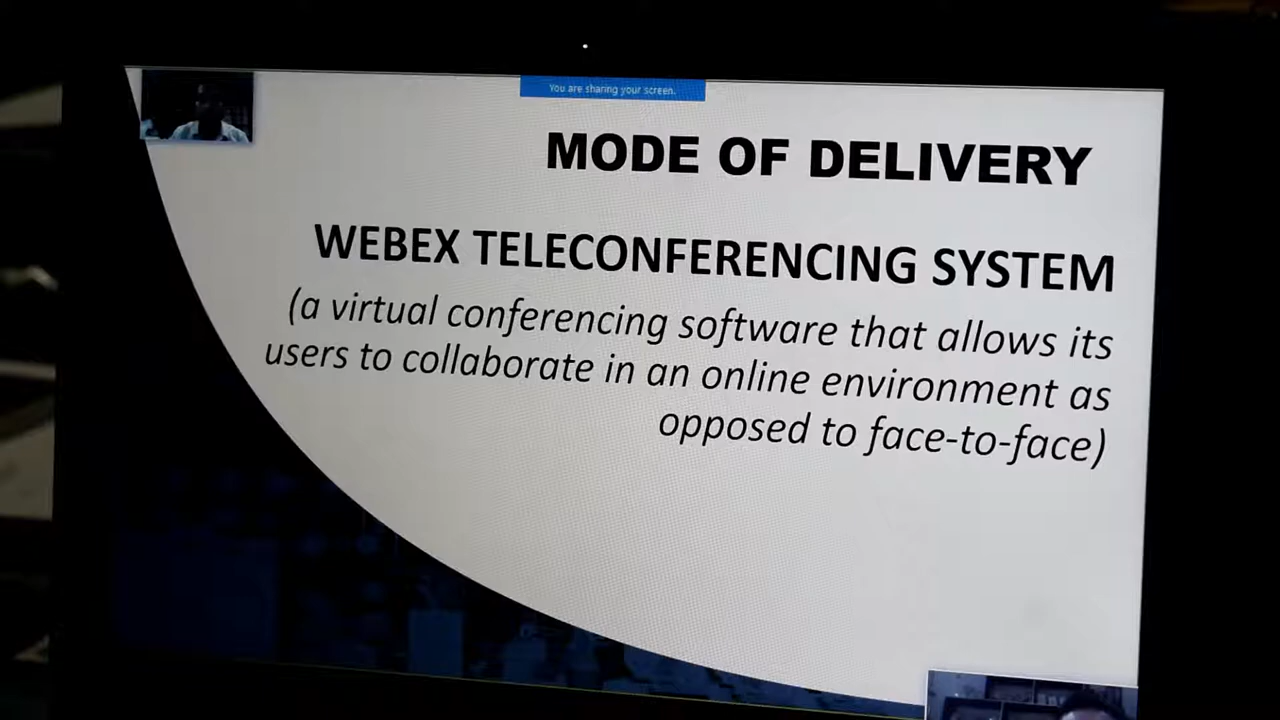 You are sharing your screen.
MODE OF DELIVERY
WEBEX TELECONFERENCING SYSTEM
(a virtual conferencing software that allows its
users to collaborate in an online environment as
opposed to face-to-face)